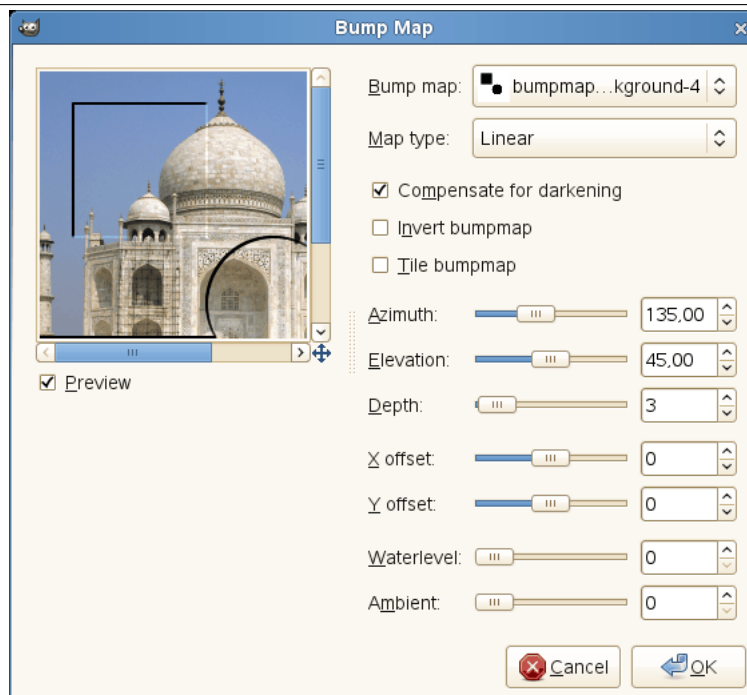 Bump Map
Bump map: bumpmap...kground-4
Map type: Linear
Compensate for darkening
Invert bumpmap
Tile bumpmap
Azimuth: 135,00
Elevation: 45,00
Depth: 3
X offset: 0
Y offset: 0
Waterlevel: 0
Ambient: 0
Preview
Cancel OK